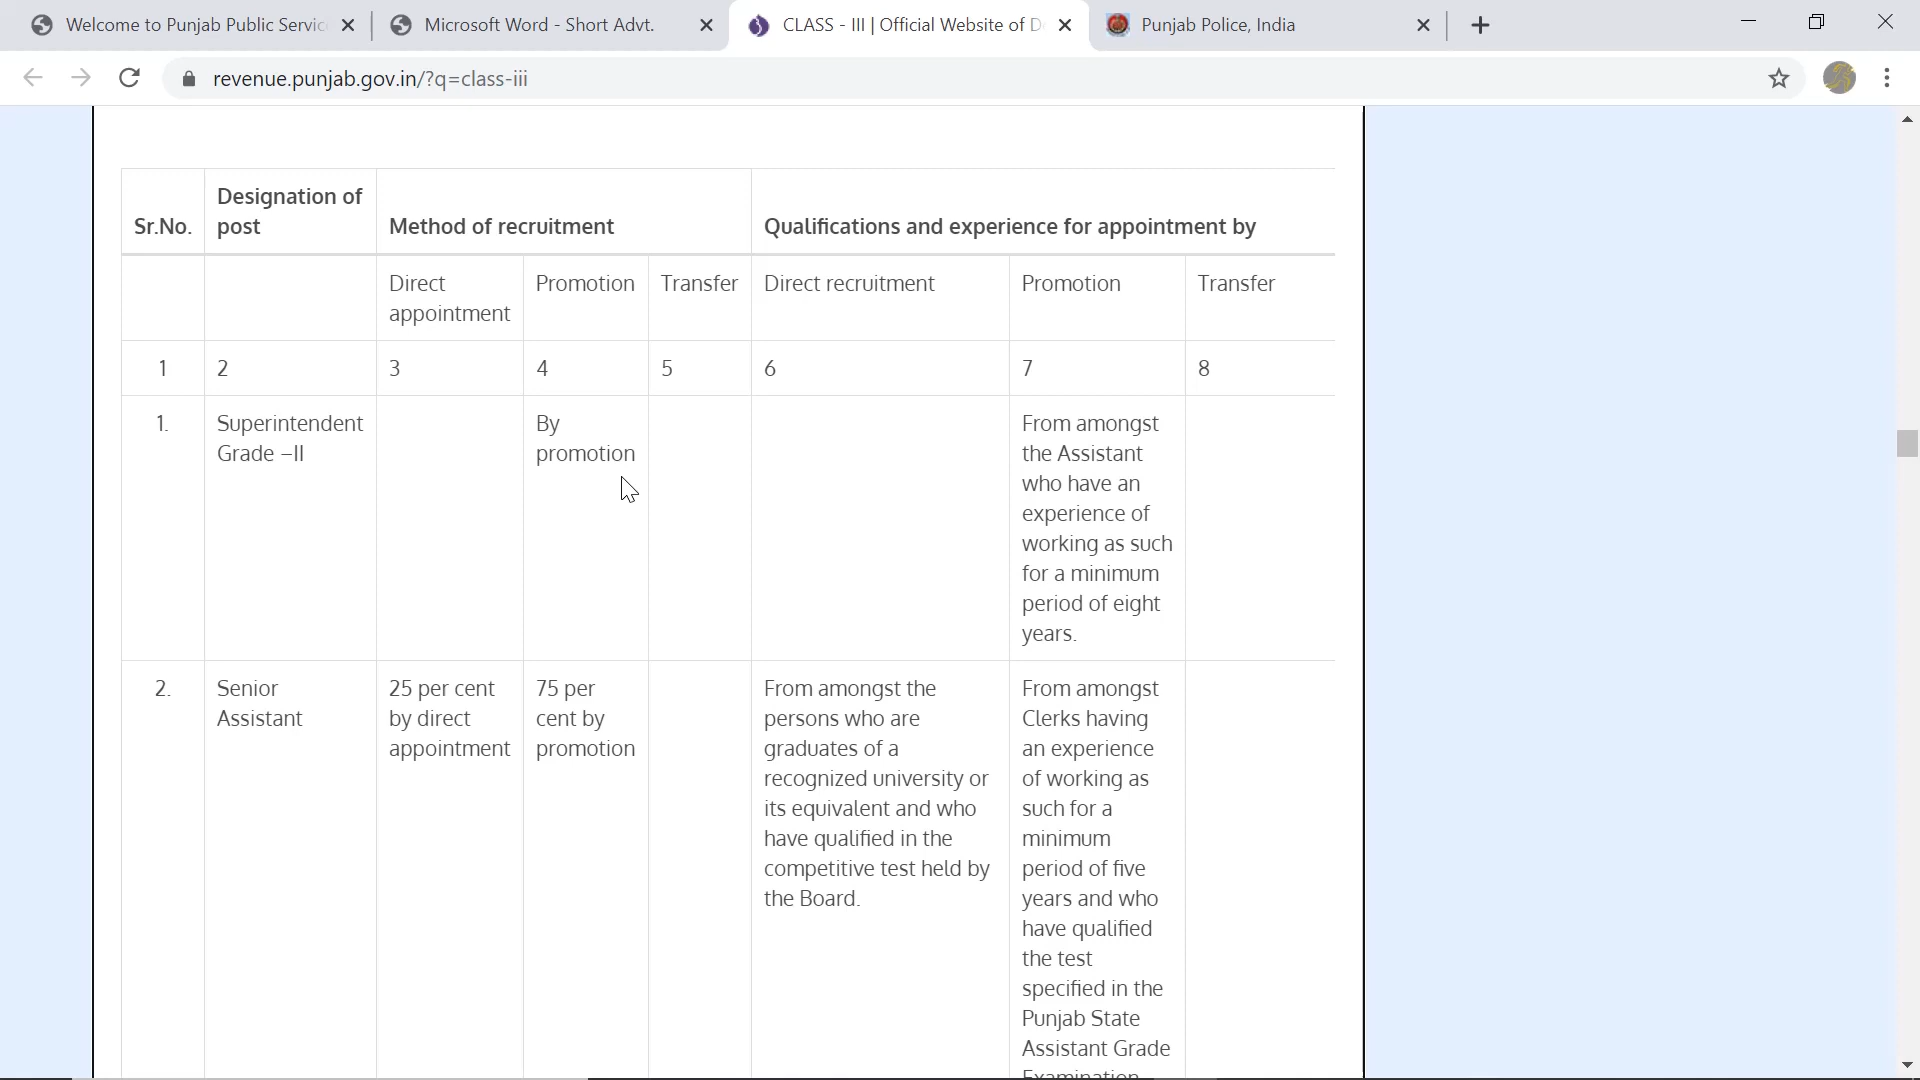 Welcome to Punjab Public Servic
Microsoft Word - Short Advt.
CLASS - III | Official Website of D
Punjab Police, India
revenue.punjab.gov.in/?q=class-iii
Sr.No.
Designation of
post
Method of recruitment
Qualifications and experience for appointment by
Direct
appointment
Promotion
Transfer
Direct recruitment
Promotion
Transfer
1
2
3
4
5
6
7
8
1.
Superintendent
Grade –II
By
promotion
From amongst
the Assistant
who have an
experience of
working as such
for a minimum
period of eight
years.
2.
Senior
Assistant
25 per cent
by direct
appointment
75 per
cent by
promotion
From amongst the
persons who are
graduates of a
recognized university or
its equivalent and who
have qualified in the
competitive test held by
the Board.
From amongst
Clerks having
an experience
of working as
such for a
minimum
period of five
years and who
have qualified
the test
specified in the
Punjab State
Assistant Grade
Examination